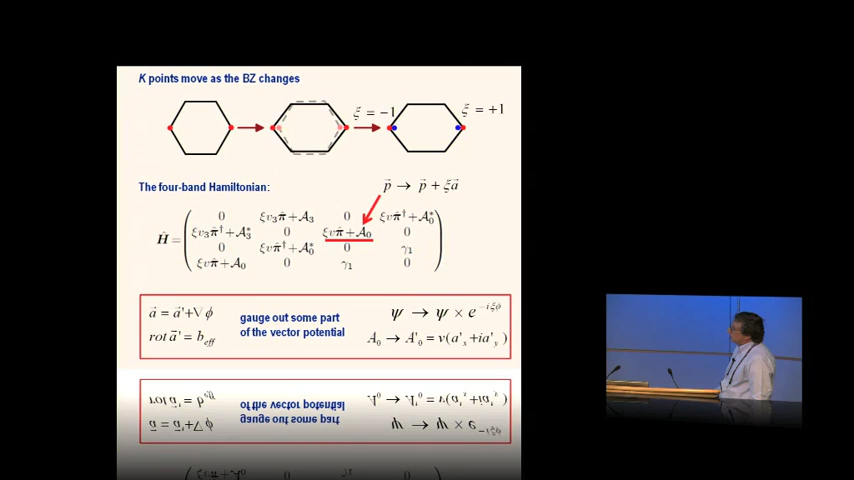 K points move as the BZ changes
ξ = −1
ξ = +1
The four-band Hamiltonian:
p⃗ → p⃗ + ξa⃗
0 ξv₃π̂+𝒜₃ 0 ξvπ̂†+𝒜₀*
Ĥ = ξv₃π̂†+𝒜₃* 0 ξvπ̂+𝒜₀ 0
0 ξvπ̂†+𝒜₀* 0 γ₁
ξvπ̂+𝒜₀ 0 γ₁ 0
a⃗ = a⃗'+∇φ gauge out some part ψ → ψ × e^{−iξφ}
rot a⃗' = b_eff of the vector potential A₀ → A'₀ = v(a'ₓ+ia'ᵧ)